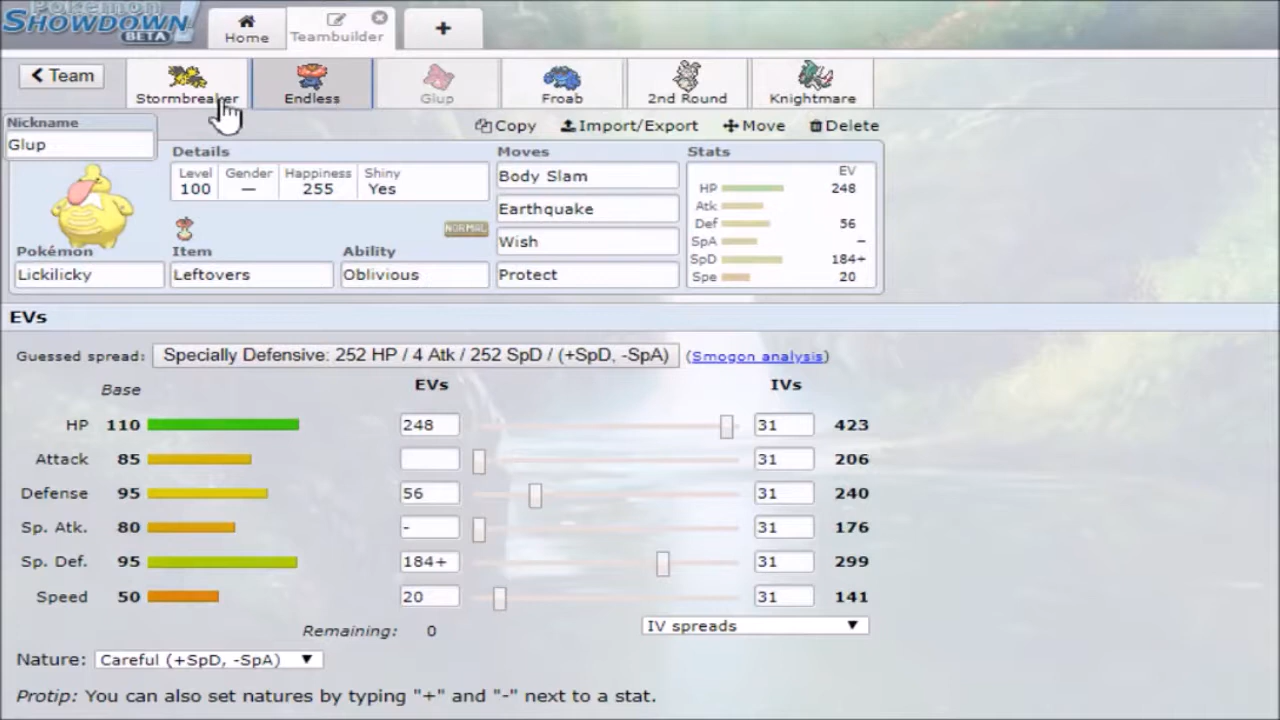 Pokémon
SHOWDOWN
BETA
Home
Teambuilder
+
< Team
Stormbreaker
Endless
Glup
Froab
2nd Round
Knightmare
Nickname
Glup
Copy Import/Export Move Delete
Details
Level Gender Happiness Shiny
100 — 255 Yes
NORMAL
Pokémon Item Ability
Lickilicky Leftovers Oblivious
Moves
Body Slam
Earthquake
Wish
Protect
Stats
EV
HP 248
Atk
Def 56
SpA –
SpD 184+
Spe 20
EVs
Guessed spread: Specially Defensive: 252 HP / 4 Atk / 252 SpD / (+SpD, -SpA) (Smogon analysis)
Base EVs IVs
HP 110 248 31 423
Attack 85 31 206
Defense 95 56 31 240
Sp. Atk. 80 - 31 176
Sp. Def. 95 184+ 31 299
Speed 50 20 31 141
Remaining: 0 IV spreads
Nature: Careful (+SpD, -SpA)
Protip: You can also set natures by typing "+" and "-" next to a stat.